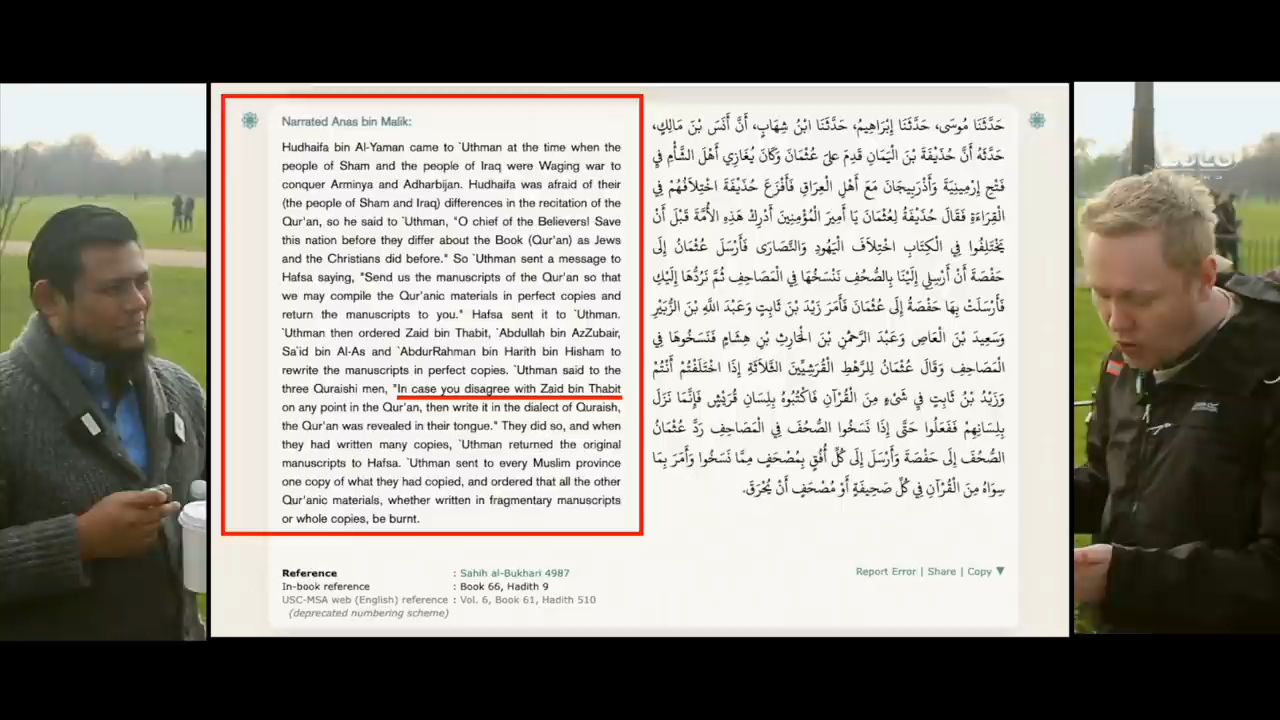 Narrated Anas bin Malik:
Hudhaifa bin Al-Yaman came to `Uthman at the time when the
people of Sham and the people of Iraq were Waging war to
conquer Arminya and Adharbijan. Hudhaifa was afraid of their
(the people of Sham and Iraq) differences in the recitation of the
Qur'an, so he said to `Uthman, "O chief of the Believers! Save
this nation before they differ about the Book (Qur'an) as Jews
and the Christians did before." So `Uthman sent a message to
Hafsa saying, "Send us the manuscripts of the Qur'an so that
we may compile the Qur'anic materials in perfect copies and
return the manuscripts to you." Hafsa sent it to `Uthman.
`Uthman then ordered Zaid bin Thabit, `Abdullah bin AzZubair,
Sa`id bin Al-As and `AbdurRahman bin Harith bin Hisham to
rewrite the manuscripts in perfect copies. `Uthman said to the
three Quraishi men, "In case you disagree with Zaid bin Thabit
on any point in the Qur'an, then write it in the dialect of Quraish,
the Qur'an was revealed in their tongue." They did so, and when
they had written many copies, `Uthman returned the original
manuscripts to Hafsa. `Uthman sent to every Muslim province
one copy of what they had copied, and ordered that all the other
Qur'anic materials, whether written in fragmentary manuscripts
or whole copies, be burnt.
حَدَّثَنَا مُوسَى، حَدَّثَنَا إِبْرَاهِيمُ، حَدَّثَنَا ابْنُ شِهَابٍ، أَنَّ أَنَسَ بْنَ مَالِكٍ،
حَدَّثَهُ أَنَّ حُذَيْفَةَ بْنَ الْيَمَانِ قَدِمَ عَلَى عُثْمَانَ وَكَانَ يُغَازِي أَهْلَ الشَّأْمِ فِي
فَتْحِ إِرْمِينِيَةَ وَأَذْرَبِيجَانَ مَعَ أَهْلِ الْعِرَاقِ فَأَفْزَعَ حُذَيْفَةَ اخْتِلاَفُهُمْ فِي
الْقِرَاءَةِ فَقَالَ حُذَيْفَةُ لِعُثْمَانَ يَا أَمِيرَ الْمُؤْمِنِينَ أَدْرِكْ هَذِهِ الأُمَّةَ قَبْلَ أَنْ
يَخْتَلِفُوا فِي الْكِتَابِ اخْتِلاَفَ الْيَهُودِ وَالنَّصَارَى فَأَرْسَلَ عُثْمَانُ إِلَى
حَفْصَةَ أَنْ أَرْسِلِي إِلَيْنَا بِالصُّحُفِ نَنْسَخُهَا فِي الْمَصَاحِفِ ثُمَّ نَرُدُّهَا إِلَيْكِ
فَأَرْسَلَتْ بِهَا حَفْصَةُ إِلَى عُثْمَانَ فَأَمَرَ زَيْدَ بْنَ ثَابِتٍ وَعَبْدَ اللَّهِ بْنَ الزُّبَيْرِ
وَسَعِيدَ بْنَ الْعَاصِ وَعَبْدَ الرَّحْمَنِ بْنَ الْحَارِثِ بْنِ هِشَامٍ فَنَسَخُوهَا فِي
الْمَصَاحِفِ وَقَالَ عُثْمَانُ لِلرَّهْطِ الْقُرَشِيِّينَ الثَّلاَثَةِ إِذَا اخْتَلَفْتُمْ أَنْتُمْ
وَزَيْدُ بْنُ ثَابِتٍ فِي شَىْءٍ مِنَ الْقُرْآنِ فَاكْتُبُوهُ بِلِسَانِ قُرَيْشٍ فَإِنَّمَا نَزَلَ
بِلِسَانِهِمْ فَفَعَلُوا حَتَّى إِذَا نَسَخُوا الصُّحُفَ فِي الْمَصَاحِفِ رَدَّ عُثْمَانُ
الصُّحُفَ إِلَى حَفْصَةَ وَأَرْسَلَ إِلَى كُلِّ أُفُقٍ بِمُصْحَفٍ مِمَّا نَسَخُوا وَأَمَرَ بِمَا
سِوَاهُ مِنَ الْقُرْآنِ فِي كُلِّ صَحِيفَةٍ أَوْ مُصْحَفٍ أَنْ يُحْرَقَ.
Reference : Sahih al-Bukhari 4987
In-book reference : Book 66, Hadith 9
USC-MSA web (English) reference : Vol. 6, Book 61, Hadith 510
(deprecated numbering scheme)
Report Error | Share | Copy ▼